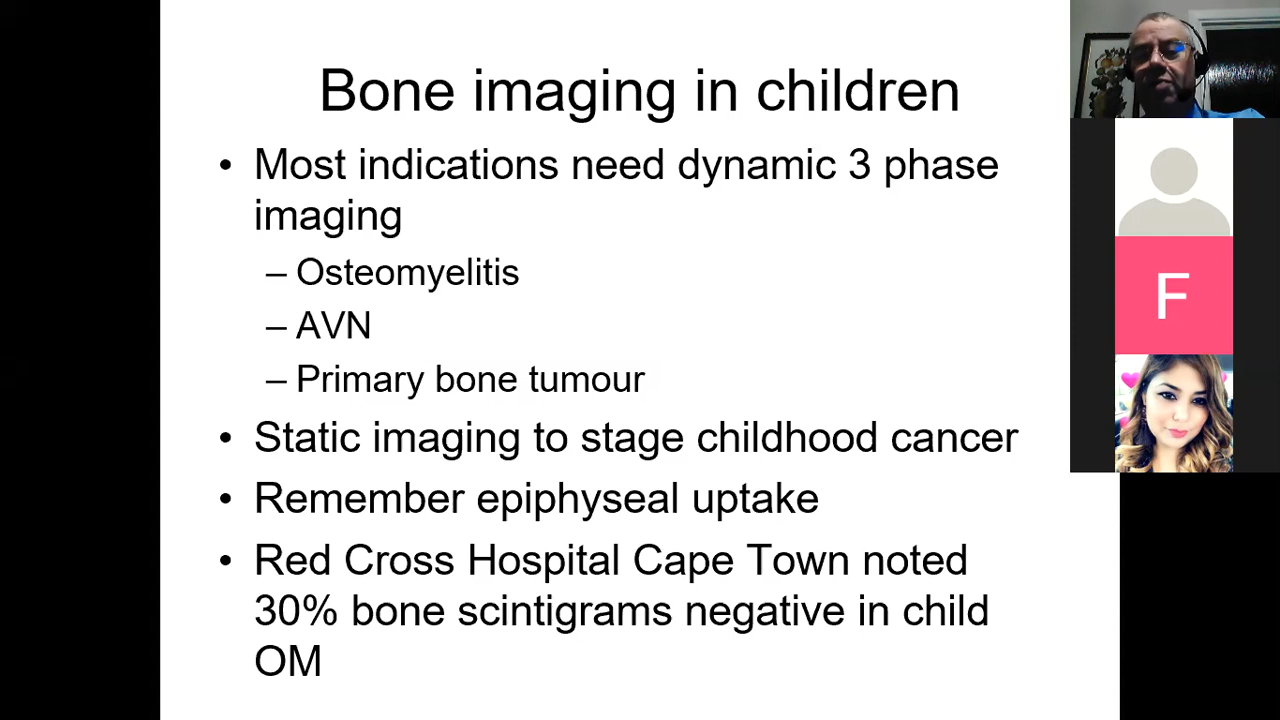 Bone imaging in children
• Most indications need dynamic 3 phase
imaging
– Osteomyelitis
– AVN
– Primary bone tumour
• Static imaging to stage childhood cancer
• Remember epiphyseal uptake
• Red Cross Hospital Cape Town noted
30% bone scintigrams negative in child
OM
F